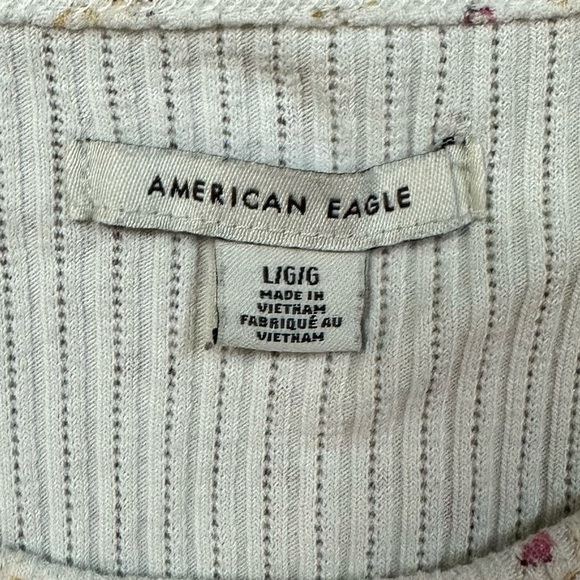 AMERICAN EAGLE
L/G/G
MADE IN
VIETNAM
FABRIQUÉ AU
VIETNAM